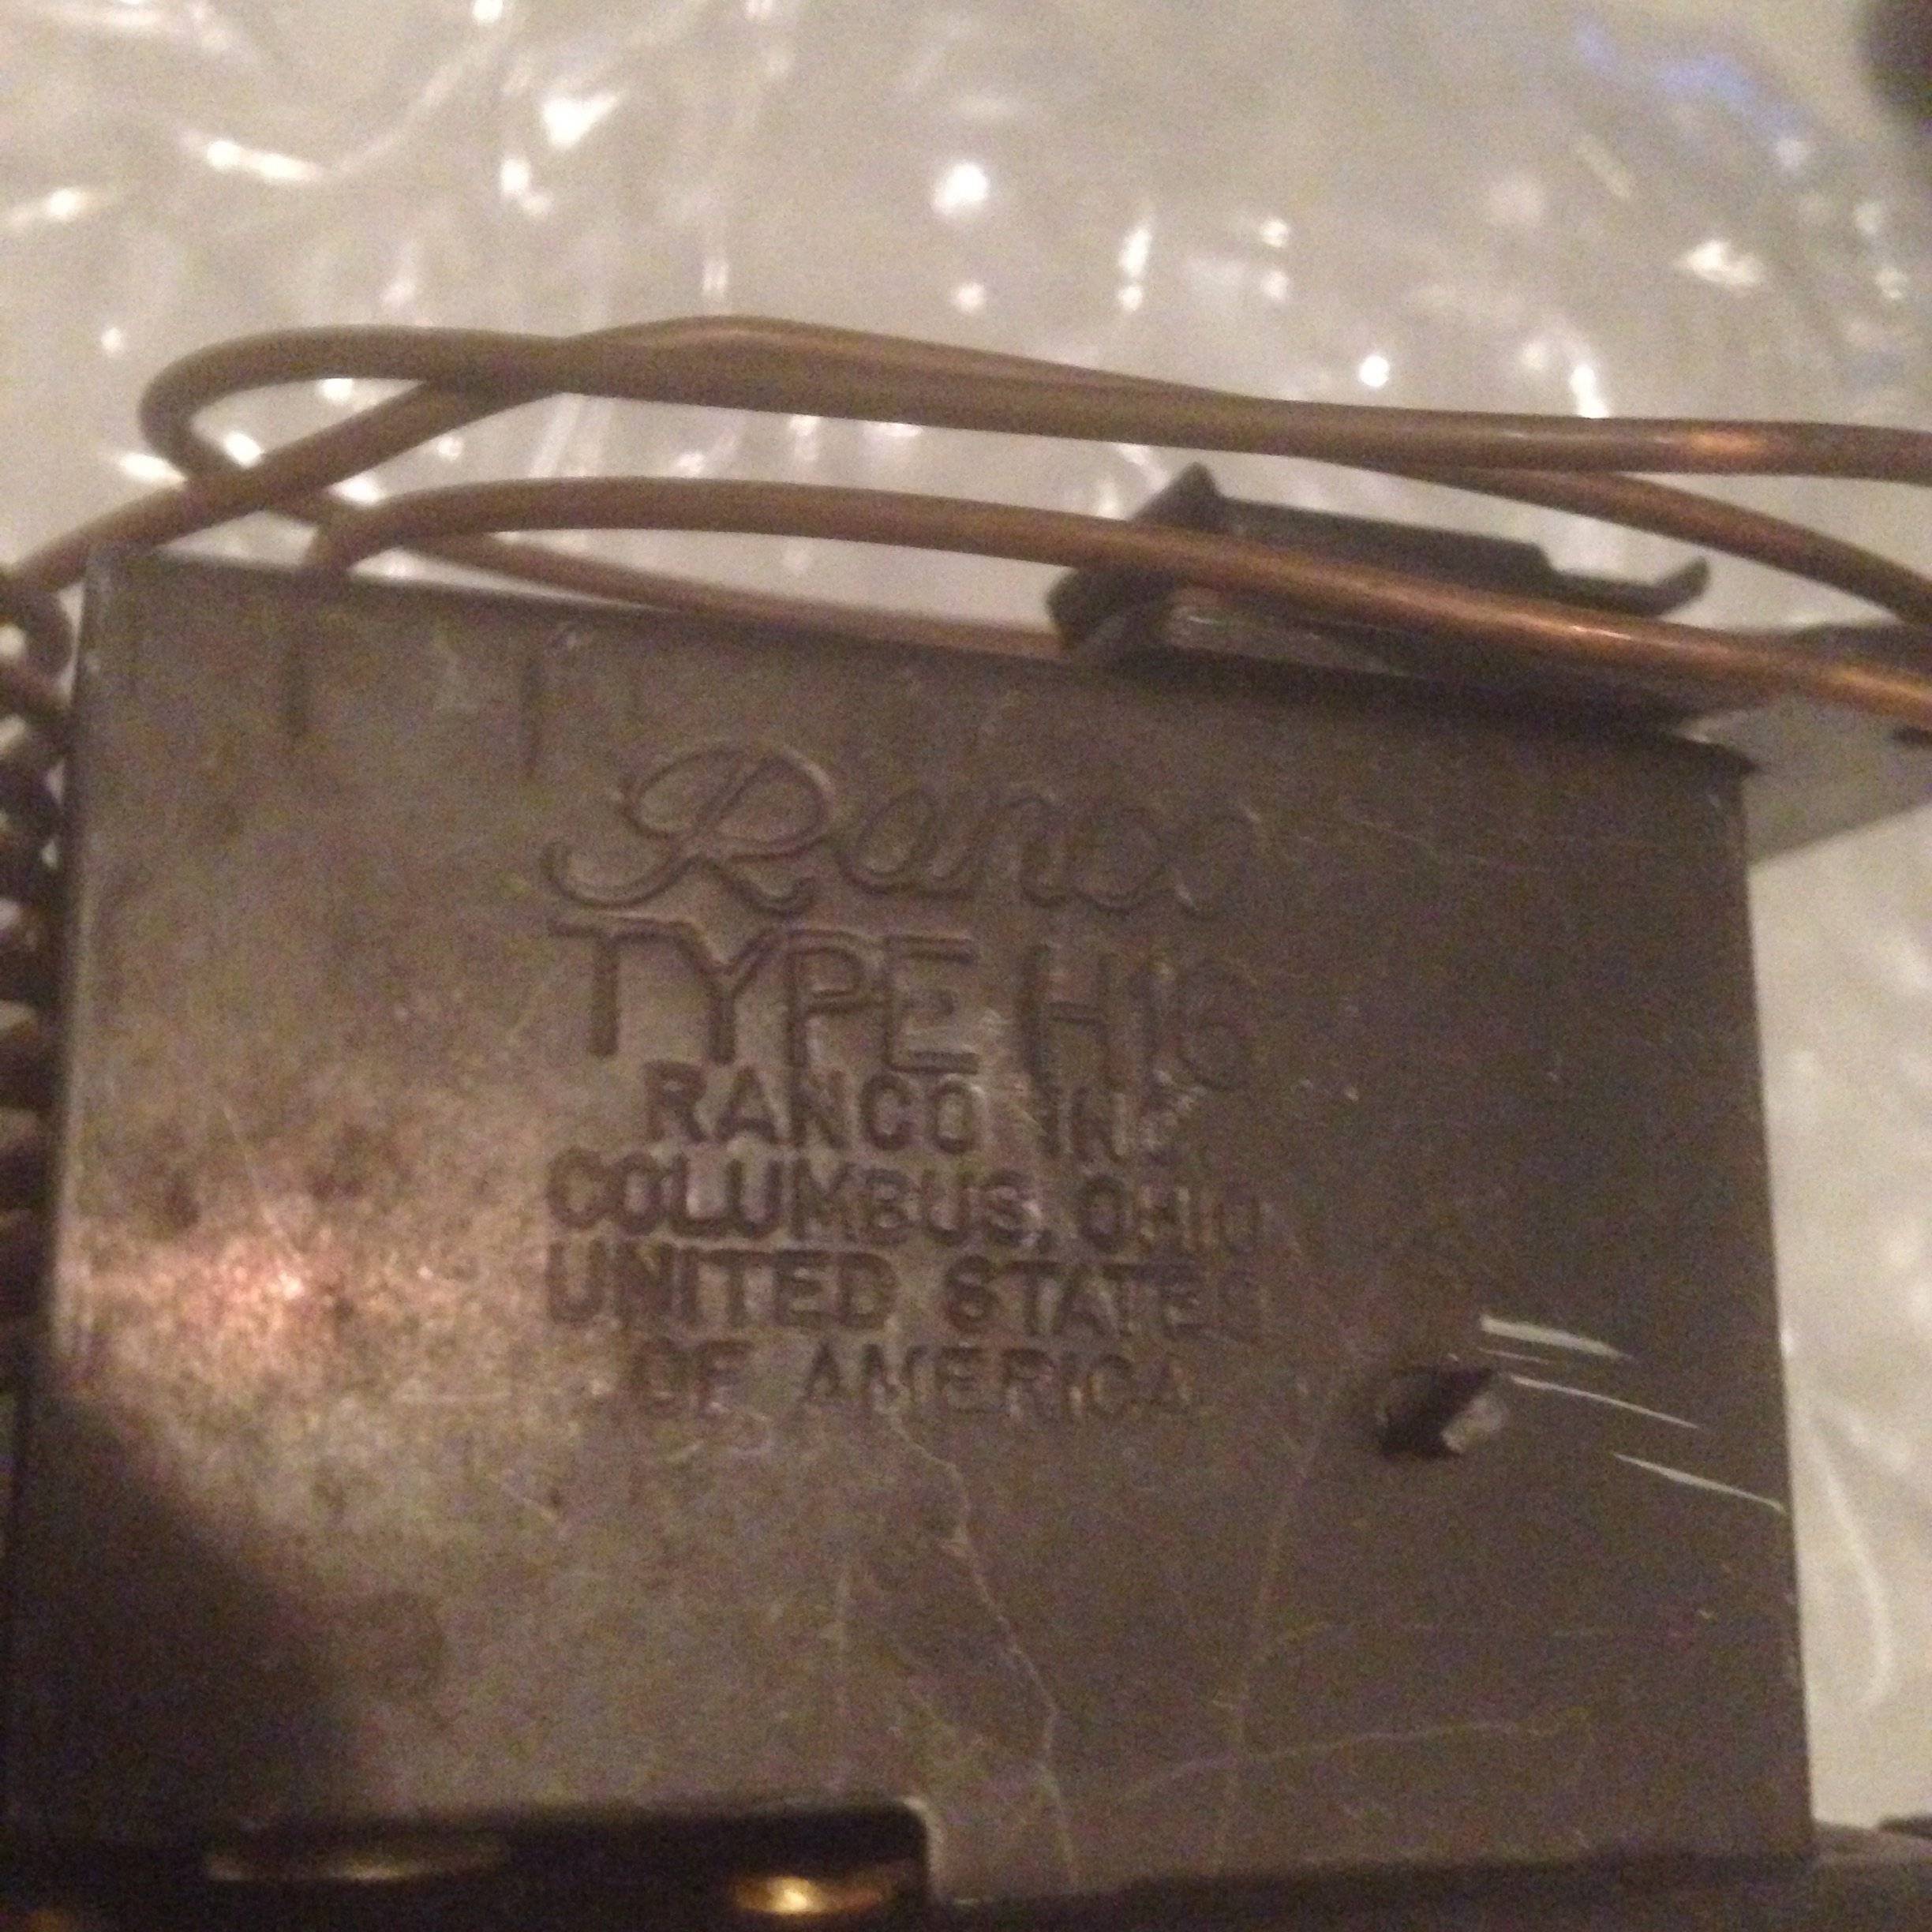 Ranco
TYPE H16
RANCO INC.
COLUMBUS, OHIO
UNITED STATES
OF AMERICA